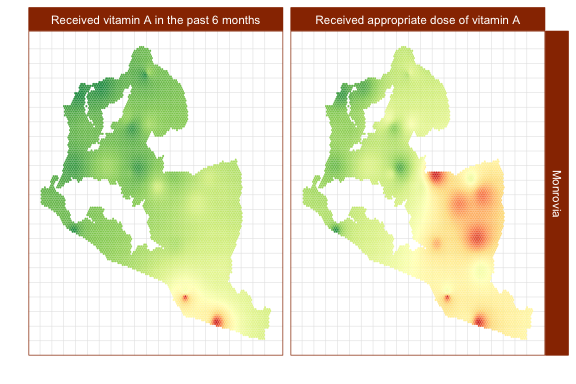 Received vitamin A in the past 6 months
Received appropriate dose of vitamin A
Monrovia